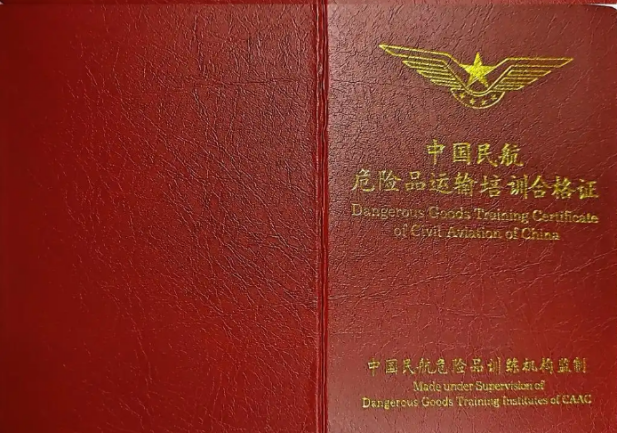 中国民航
危险品运输培训合格证
Dangerous Goods Training Certificate
of Civil Aviation of China
中国民航危险品训练机构监制
Made under Supervision of
Dangerous Goods Training Institutes of CAAC